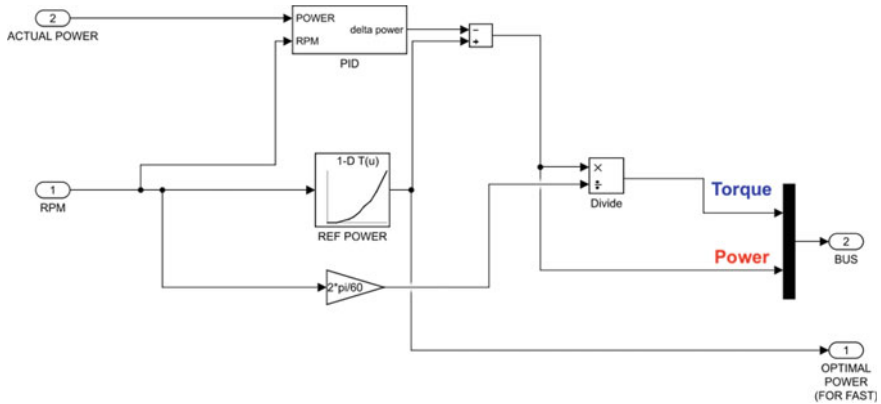 2
ACTUAL POWER
POWER
RPM
delta power
PID
−
+
1
RPM
1-D T(u)
REF POWER
×
÷
Divide
Torque
Power
2
BUS
2*pi/60
1
OPTIMAL
POWER
(FOR FAST)